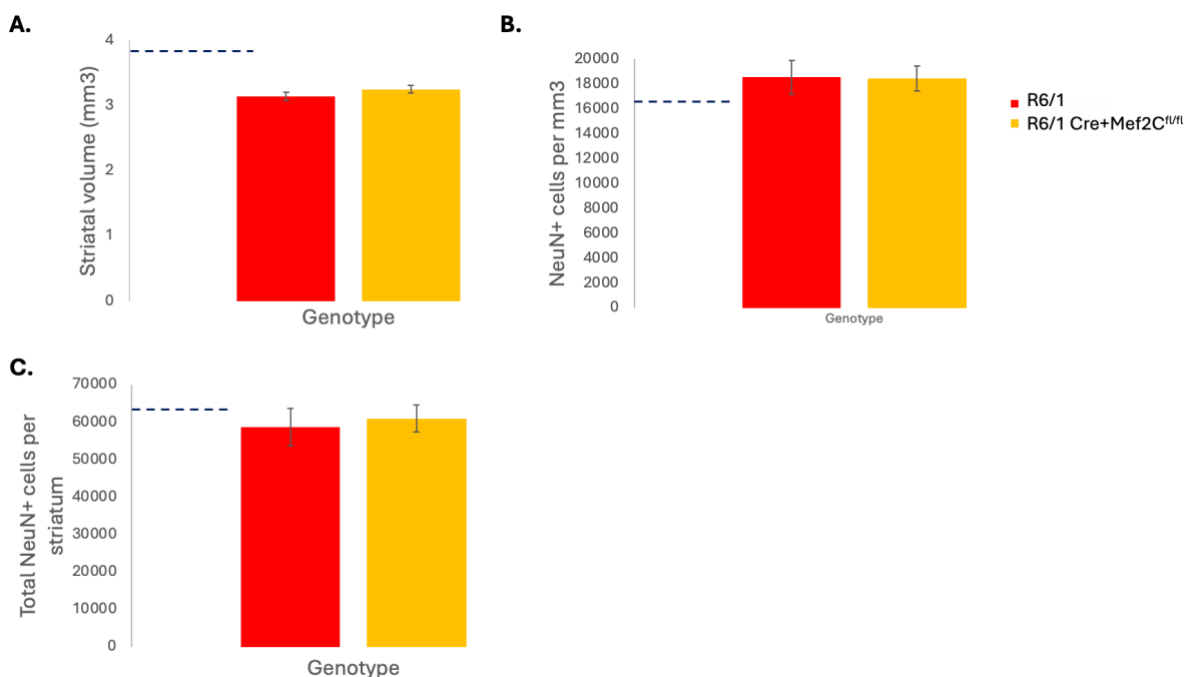 A.
Striatal volume (mm3)
4
3
2
1
0
Genotype
B.
NeuN+ cells per mm3
20000
18000
16000
14000
12000
10000
8000
6000
4000
2000
0
Genotype
R6/1
R6/1 Cre+Mef2C^fl/fl
C.
Total NeuN+ cells per
striatum
70000
60000
50000
40000
30000
20000
10000
0
Genotype